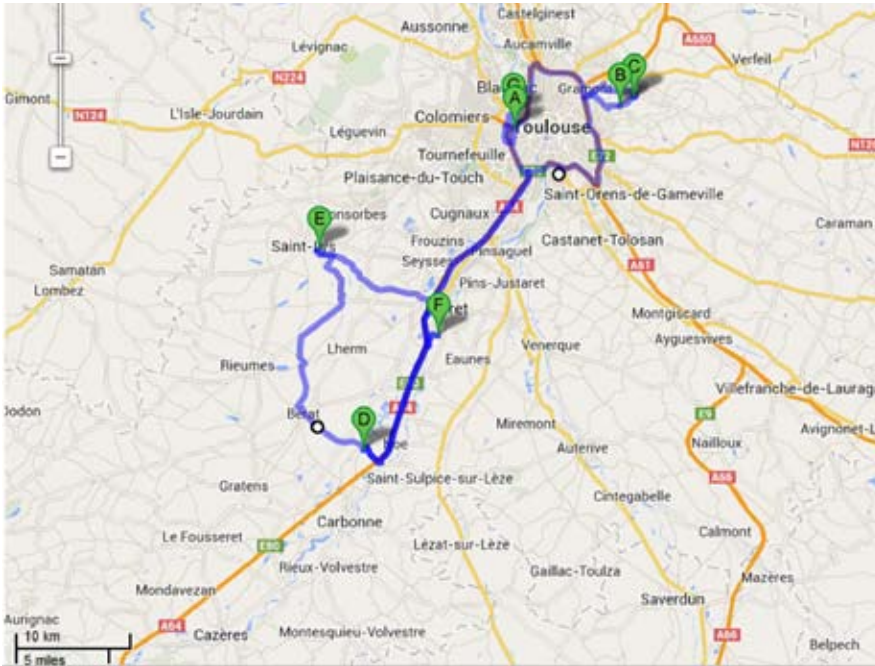 Castelginest
Aussonne
Lévignac
Aucamville
A680
Verfeil
N224
B
C
Gimont
N124
L'Isle-Jourdain
A
Colomiers
Toulouse
N124
Léguevin
N126
Tournefeuille
E72
Plaisance-du-Touch
Saint-Orens-de-Gameville
E
Cugnaux
Caraman
Frouzins
Castanet-Tolosan
Samatan
Seysses
Pinsaguel
A61
Lombez
Pins-Justaret
F
Montgiscard
Lherm
Venerque
Ayguesvives
Rieumes
Eaunes
Villefranche-de-Laurag
Bérat
D
Miremont
E9
Avignonet-L
Nailloux
Auterive
Saint-Sulpice-sur-Lèze
A66
Gratens
Cintegabelle
Carbonne
Le Fousseret
Calmont
E80
Lézat-sur-Lèze
Rieux-Volvestre
Gaillac-Toulza
Mazères
Mondavezan
Saverdun
Aurignac
A64
Cazères
Montesquieu-Volvestre
A66
Belpech
10 km
5 miles